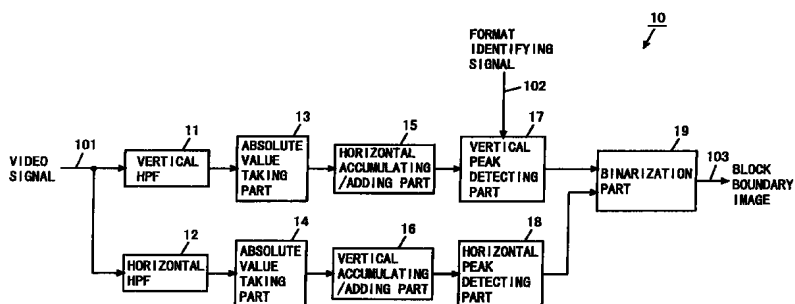 10
FORMAT
IDENTIFYING
SIGNAL
102
VIDEO
SIGNAL
101
11
VERTICAL
HPF
13
ABSOLUTE
VALUE
TAKING
PART
15
HORIZONTAL
ACCUMULATING
/ADDING PART
17
VERTICAL
PEAK
DETECTING
PART
19
BINARIZATION
PART
103
BLOCK
BOUNDARY
IMAGE
12
HORIZONTAL
HPF
14
ABSOLUTE
VALUE
TAKING
PART
16
VERTICAL
ACCUMULATING
/ADDING PART
18
HORIZONTAL
PEAK
DETECTING
PART